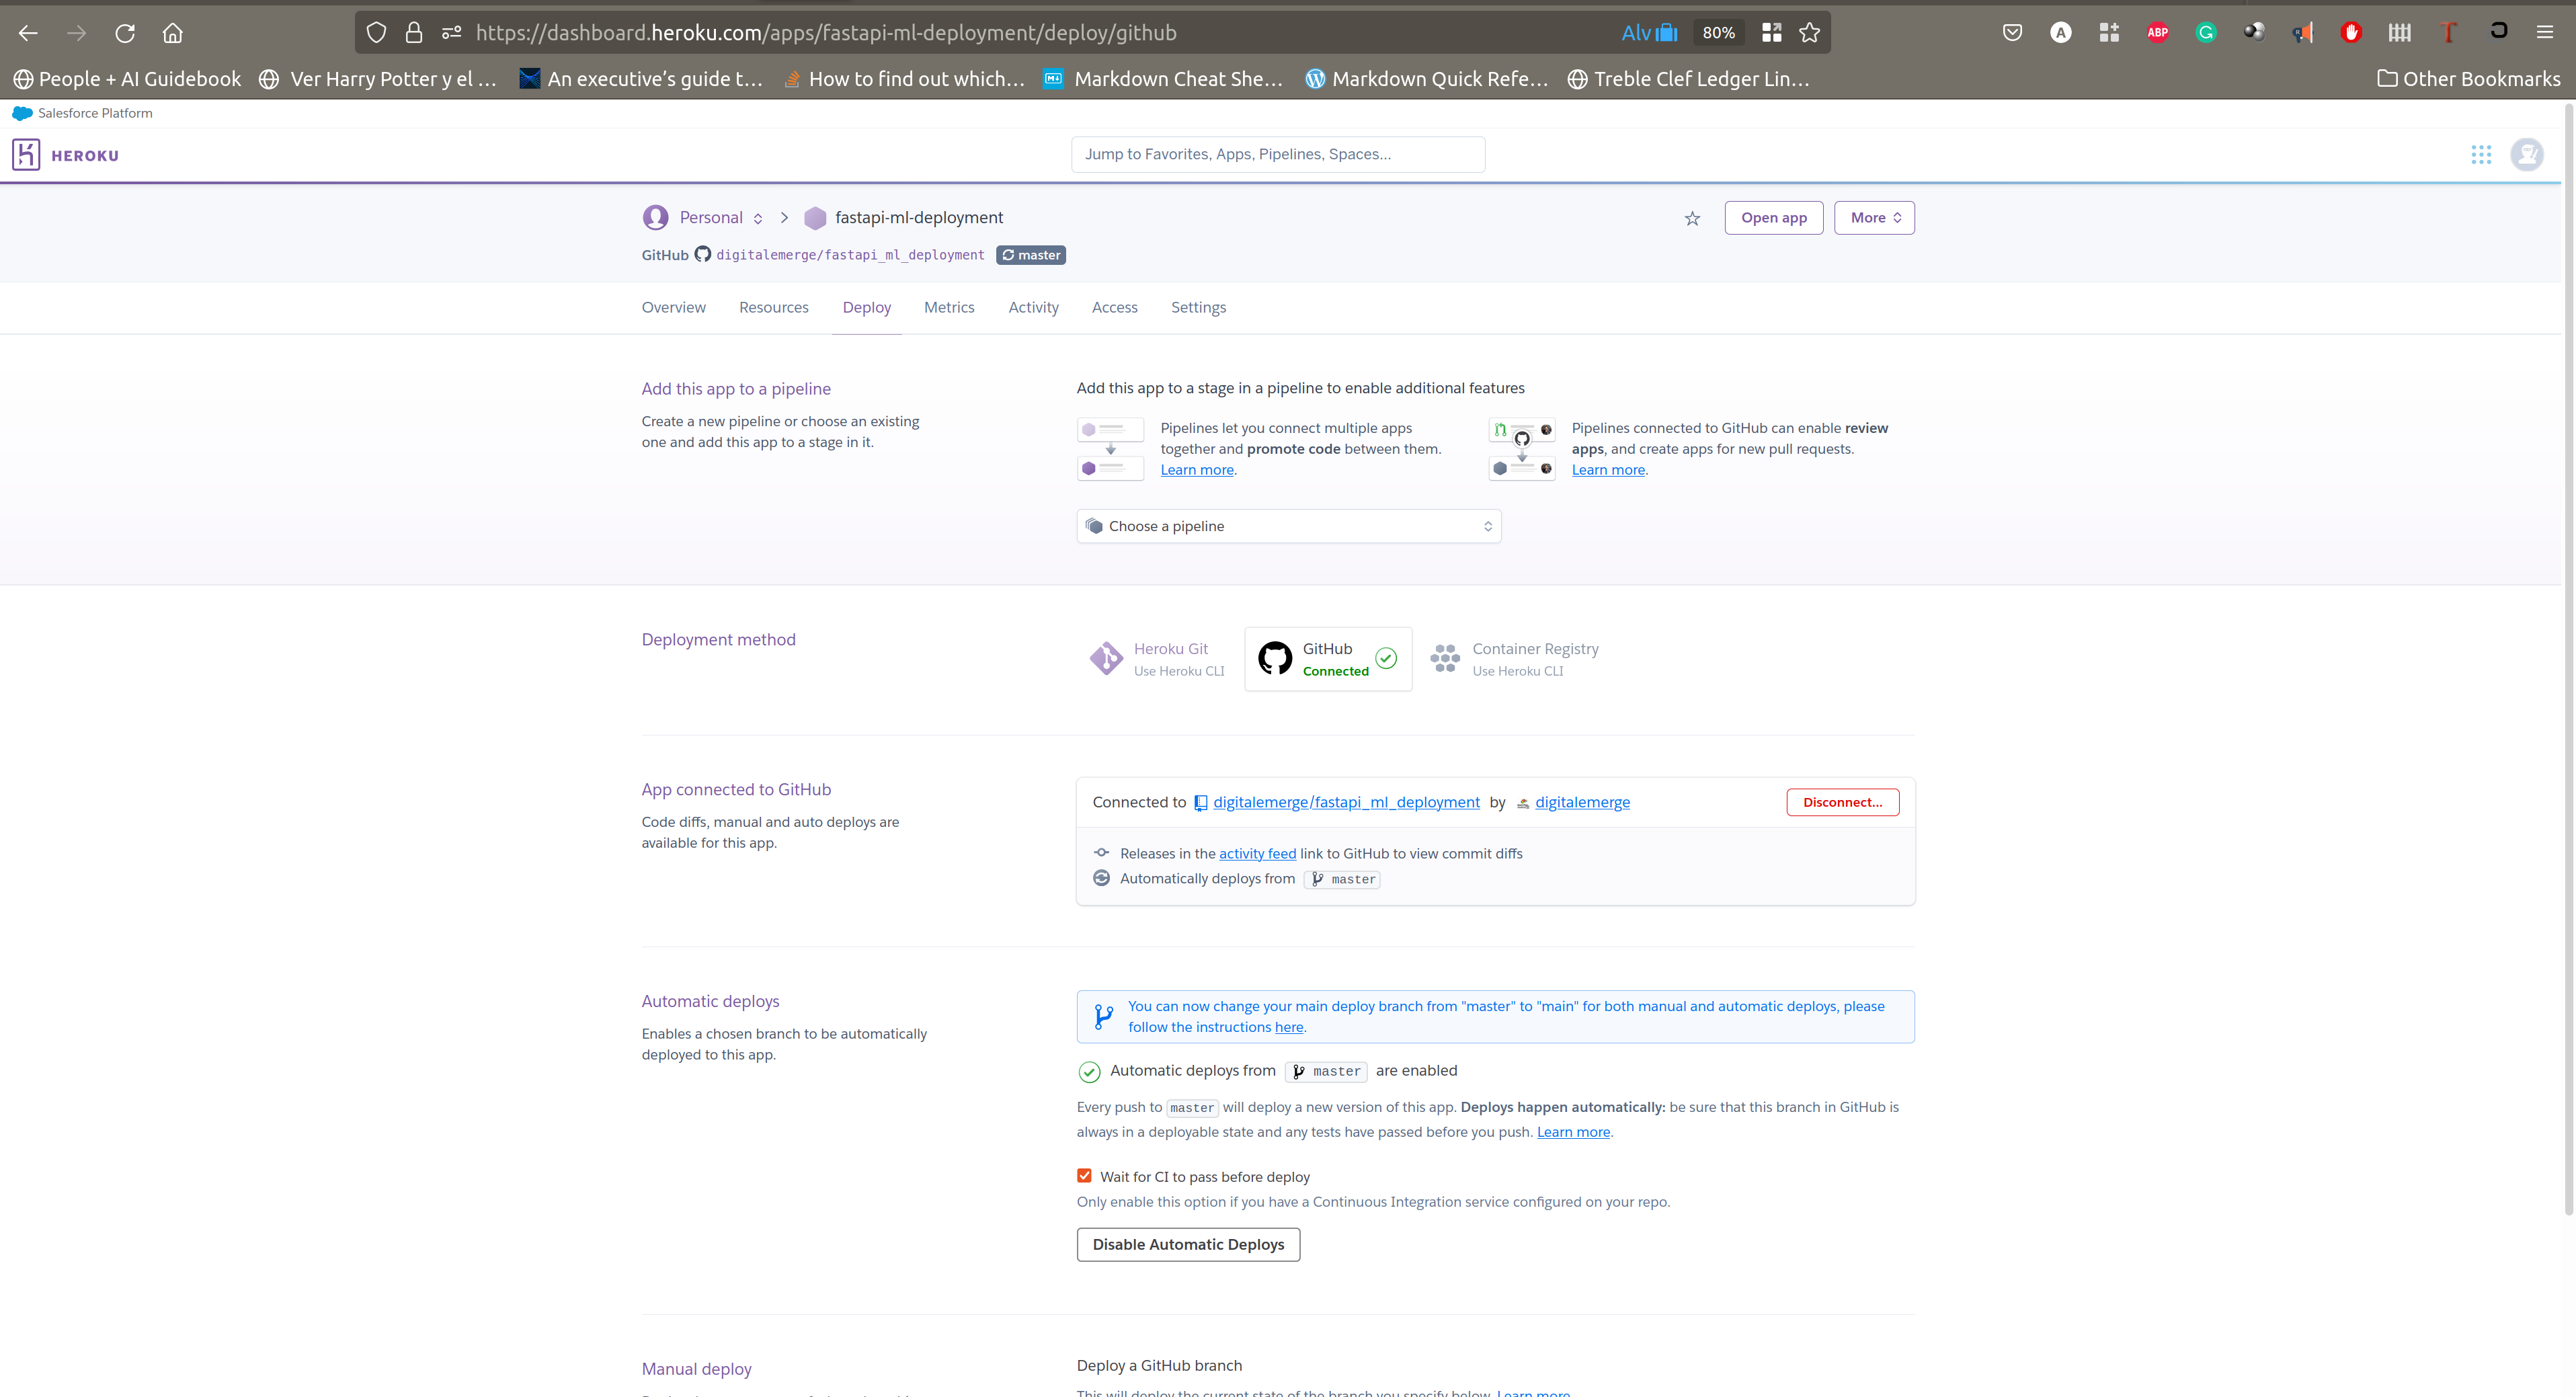 https://dashboard.heroku.com/apps/fastapi-ml-deployment/deploy/github
Alv
80%
A
ABP
People + AI Guidebook
Ver Harry Potter y el …
An executive's guide t…
How to find out which…
Markdown Cheat She…
Markdown Quick Refe…
Treble Clef Ledger Lin…
Other Bookmarks
Salesforce Platform
HEROKU
Jump to Favorites, Apps, Pipelines, Spaces...
Personal
fastapi-ml-deployment
Open app
More
GitHub digitalemerge/fastapi_ml_deployment master
Overview
Resources
Deploy
Metrics
Activity
Access
Settings
Add this app to a pipeline
Create a new pipeline or choose an existing
one and add this app to a stage in it.
Add this app to a stage in a pipeline to enable additional features
Pipelines let you connect multiple apps
together and promote code between them.
Learn more.
Pipelines connected to GitHub can enable review
apps, and create apps for new pull requests.
Learn more.
Choose a pipeline
Deployment method
Heroku Git
Use Heroku CLI
GitHub
Connected
Container Registry
Use Heroku CLI
App connected to GitHub
Code diffs, manual and auto deploys are
available for this app.
Connected to digitalemerge/fastapi_ml_deployment by digitalemerge
Disconnect...
Releases in the activity feed link to GitHub to view commit diffs
Automatically deploys from master
Automatic deploys
Enables a chosen branch to be automatically
deployed to this app.
You can now change your main deploy branch from "master" to "main" for both manual and automatic deploys, please
follow the instructions here.
Automatic deploys from master are enabled
Every push to master will deploy a new version of this app. Deploys happen automatically: be sure that this branch in GitHub is
always in a deployable state and any tests have passed before you push. Learn more.
Wait for CI to pass before deploy
Only enable this option if you have a Continuous Integration service configured on your repo.
Disable Automatic Deploys
Manual deploy
Deploy a GitHub branch
This will deploy the current state of the branch you specify below. Learn more.